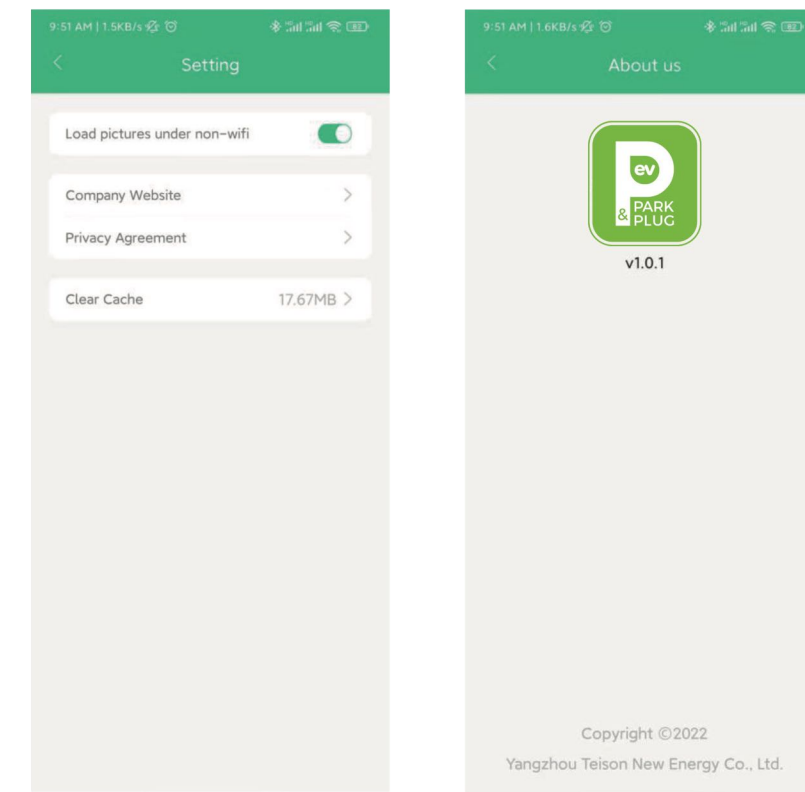 9:51 AM | 1.5KB/s
82
Setting
Load pictures under non-wifi
Company Website
Privacy Agreement
Clear Cache 17.67MB
9:51 AM | 1.6KB/s
82
About us
ev
& PARK
PLUG
v1.0.1
Copyright ©2022
Yangzhou Teison New Energy Co., Ltd.